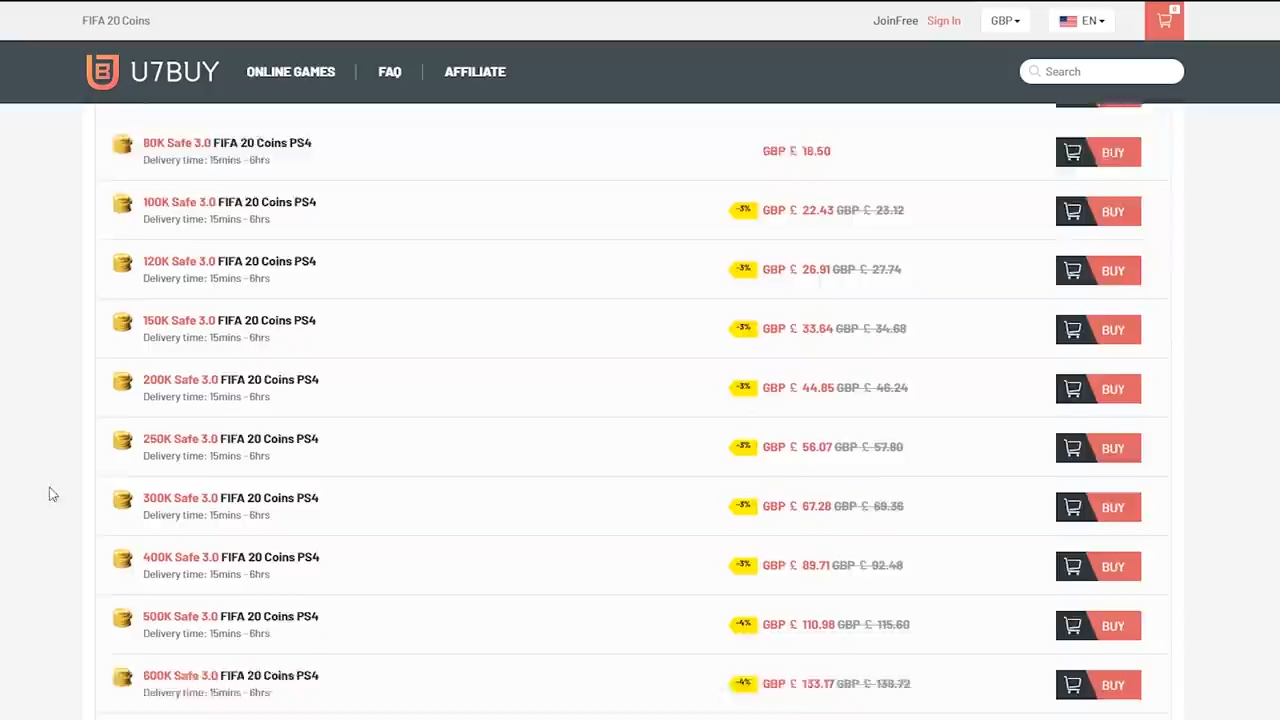 FIFA 20 Coins
JoinFree Sign In GBP EN 0
U7BUY ONLINE GAMES FAQ AFFILIATE Search
80K Safe 3.0 FIFA 20 Coins PS4
Delivery time: 15mins - 6hrs
GBP £ 18.50
BUY
100K Safe 3.0 FIFA 20 Coins PS4
Delivery time: 15mins - 6hrs
-3% GBP £ 22.43 GBP £ 23.12
BUY
120K Safe 3.0 FIFA 20 Coins PS4
Delivery time: 15mins - 6hrs
-3% GBP £ 26.91 GBP £ 27.74
BUY
150K Safe 3.0 FIFA 20 Coins PS4
Delivery time: 15mins - 6hrs
-3% GBP £ 33.64 GBP £ 34.68
BUY
200K Safe 3.0 FIFA 20 Coins PS4
Delivery time: 15mins - 6hrs
-3% GBP £ 44.85 GBP £ 46.24
BUY
250K Safe 3.0 FIFA 20 Coins PS4
Delivery time: 15mins - 6hrs
-3% GBP £ 56.07 GBP £ 57.80
BUY
300K Safe 3.0 FIFA 20 Coins PS4
Delivery time: 15mins - 6hrs
-3% GBP £ 67.28 GBP £ 69.36
BUY
400K Safe 3.0 FIFA 20 Coins PS4
Delivery time: 15mins - 6hrs
-3% GBP £ 89.71 GBP £ 92.48
BUY
500K Safe 3.0 FIFA 20 Coins PS4
Delivery time: 15mins - 6hrs
-4% GBP £ 110.98 GBP £ 115.60
BUY
600K Safe 3.0 FIFA 20 Coins PS4
Delivery time: 15mins - 6hrs
-4% GBP £ 133.17 GBP £ 138.72
BUY